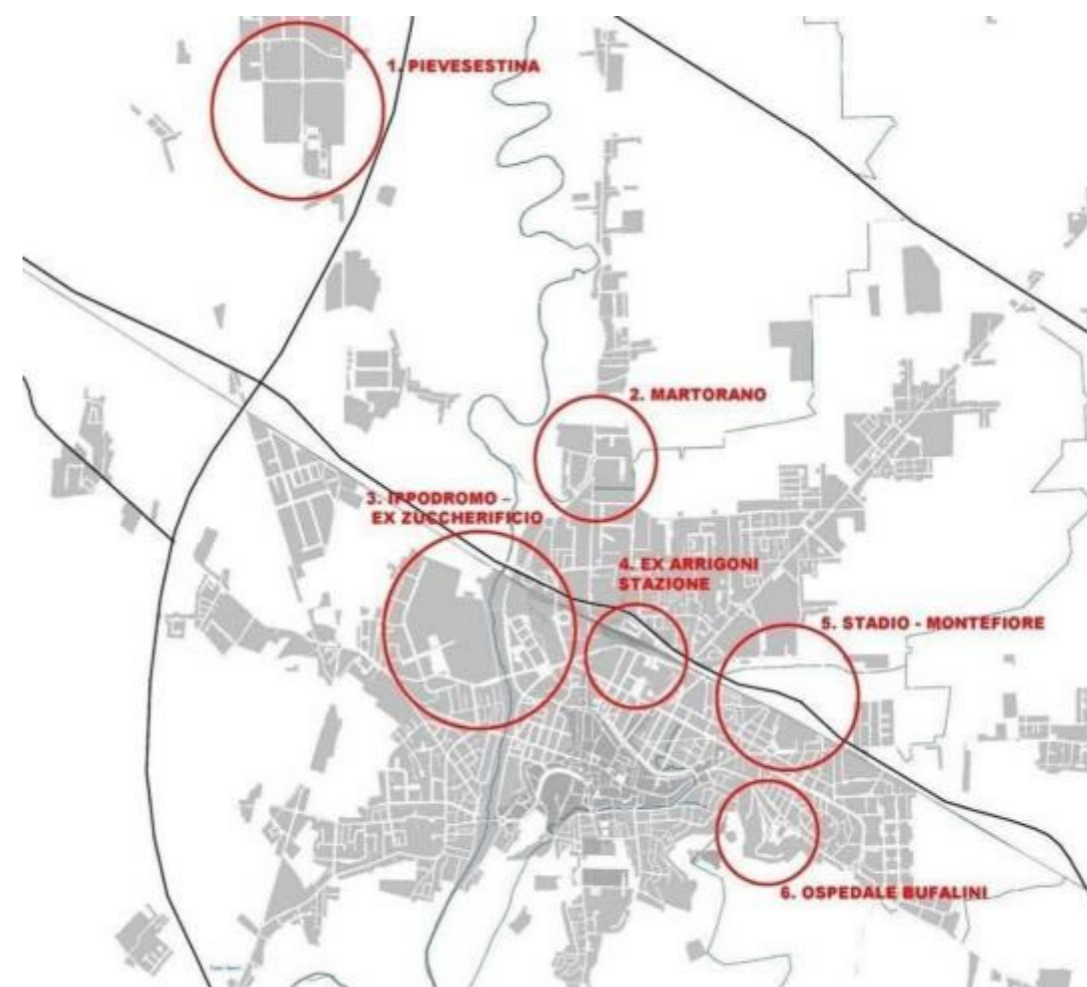 1. PIEVESESTINA
2. MARTORANO
3. IPPODROMO –
EX ZUCCHERIFICIO
4. EX ARRIGONI
STAZIONE
5. STADIO - MONTEFIORE
6. OSPEDALE BUFALINI